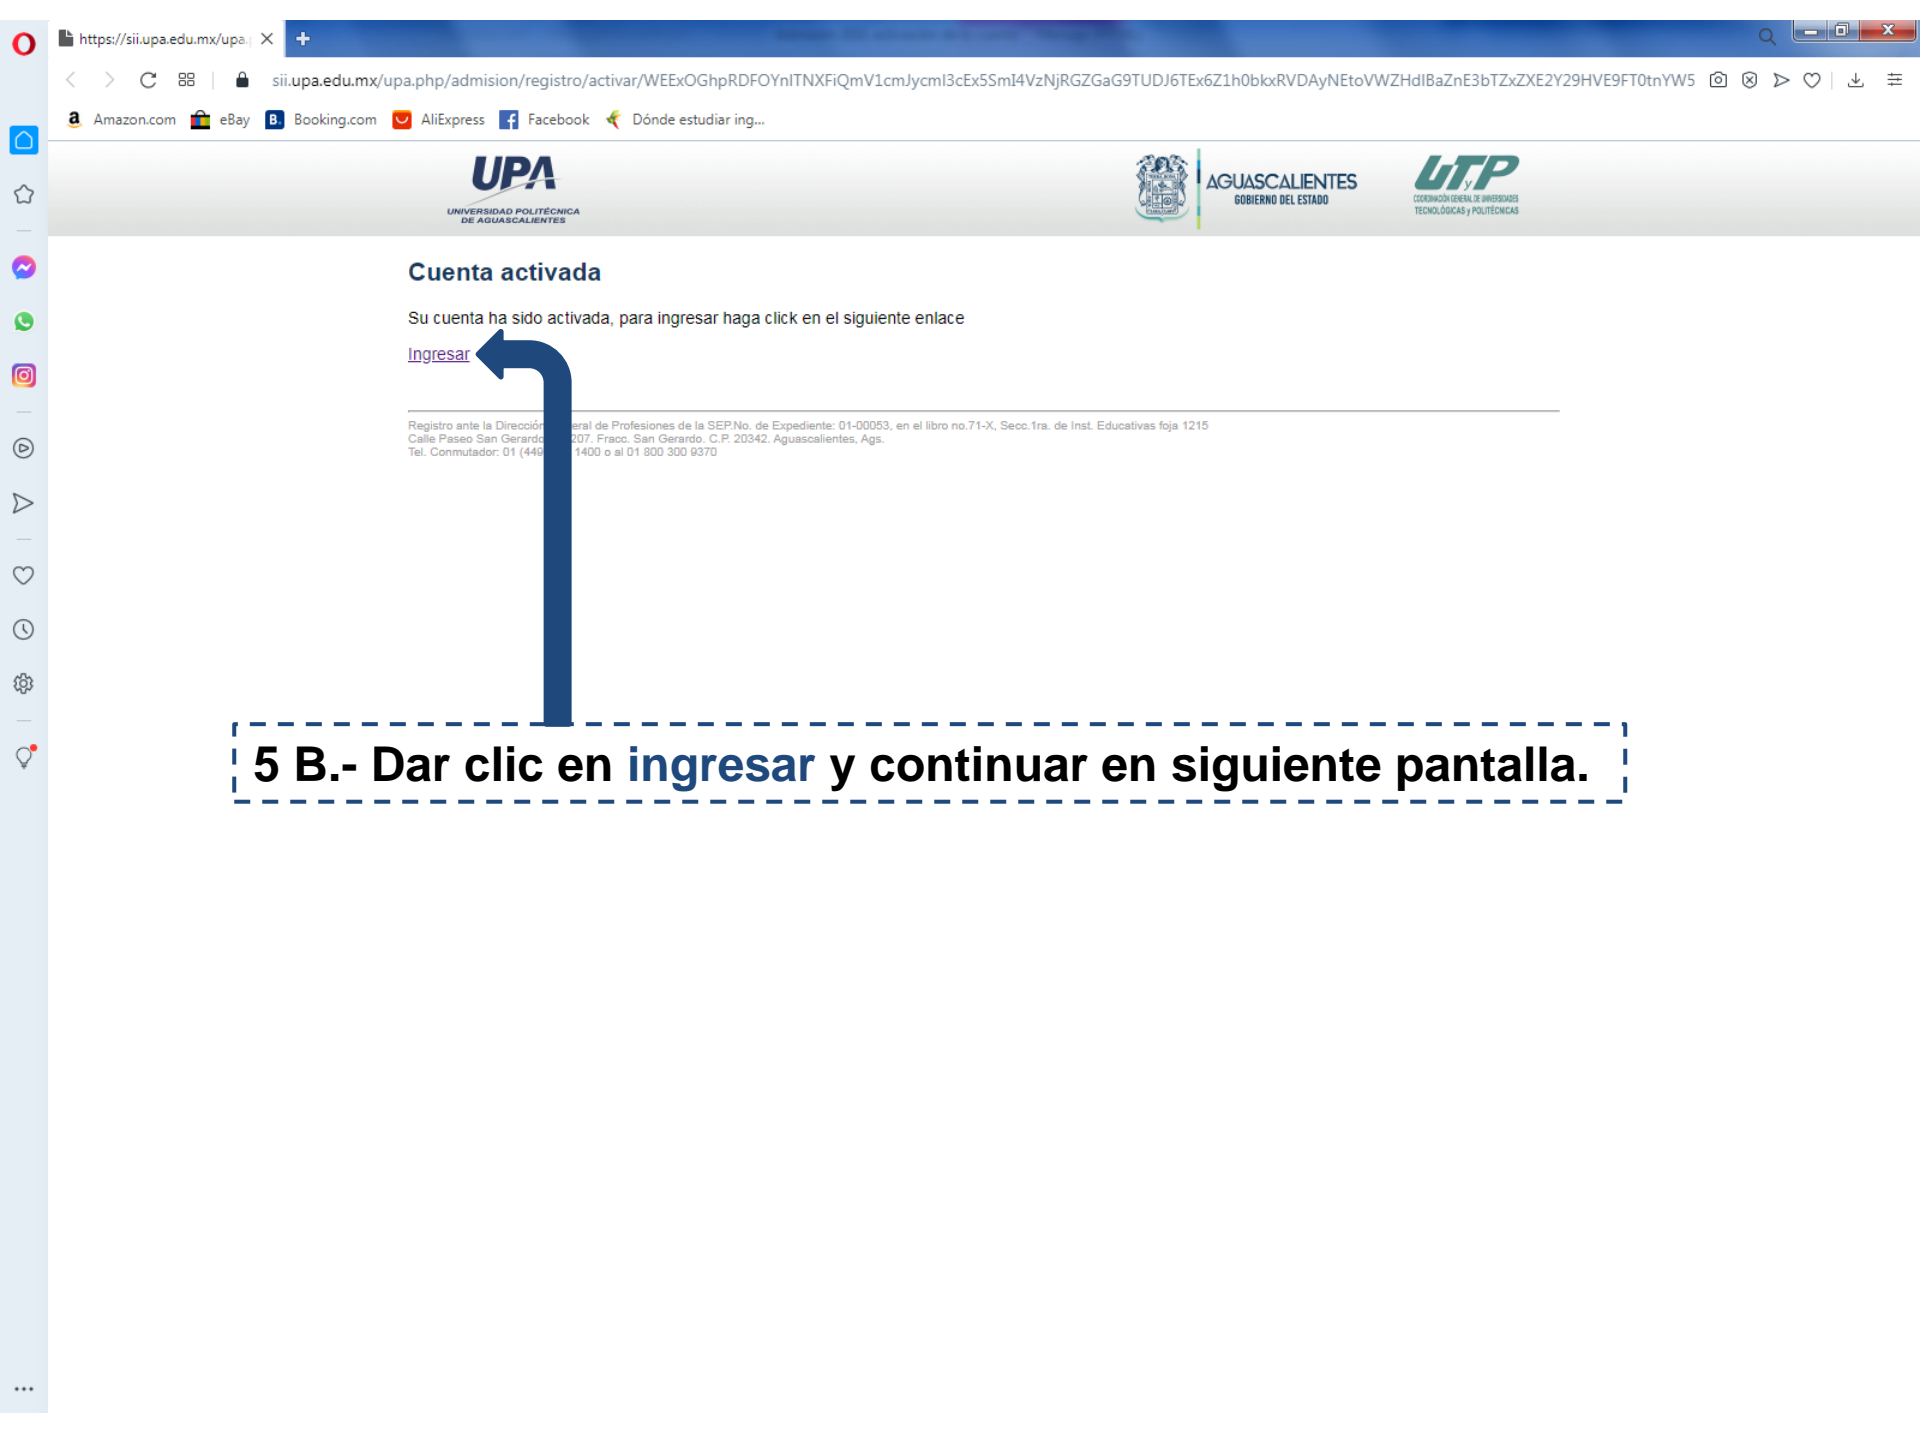 https://sii.upa.edu.mx/upa.
sii.upa.edu.mx/upa.php/admision/registro/activar/
Amazon.com eBay Booking.com AliExpress Facebook Dónde estudiar ing...
UPA
UNIVERSIDAD POLITÉCNICA
DE AGUASCALIENTES
AGUASCALIENTES
GOBIERNO DEL ESTADO
UTyP
COORDINACIÓN GENERAL DE UNIVERSIDADES
TECNOLÓGICAS y POLITÉCNICAS
Cuenta activada
Su cuenta ha sido activada, para ingresar haga click en el siguiente enlace
Ingresar
Registro ante la Dirección eral de Profesiones de la SEP.No. de Expediente: 01-00053, en el libro no.71-X, Secc.1ra. de Inst. Educativas foja 1215
Calle Paseo San Gerardo 207. Fracc. San Gerardo. C.P. 20342. Aguascalientes, Ags.
Tel. Conmutador: 01 (449 1400 o al 01 800 300 9370
5 B.- Dar clic en ingresar y continuar en siguiente pantalla.